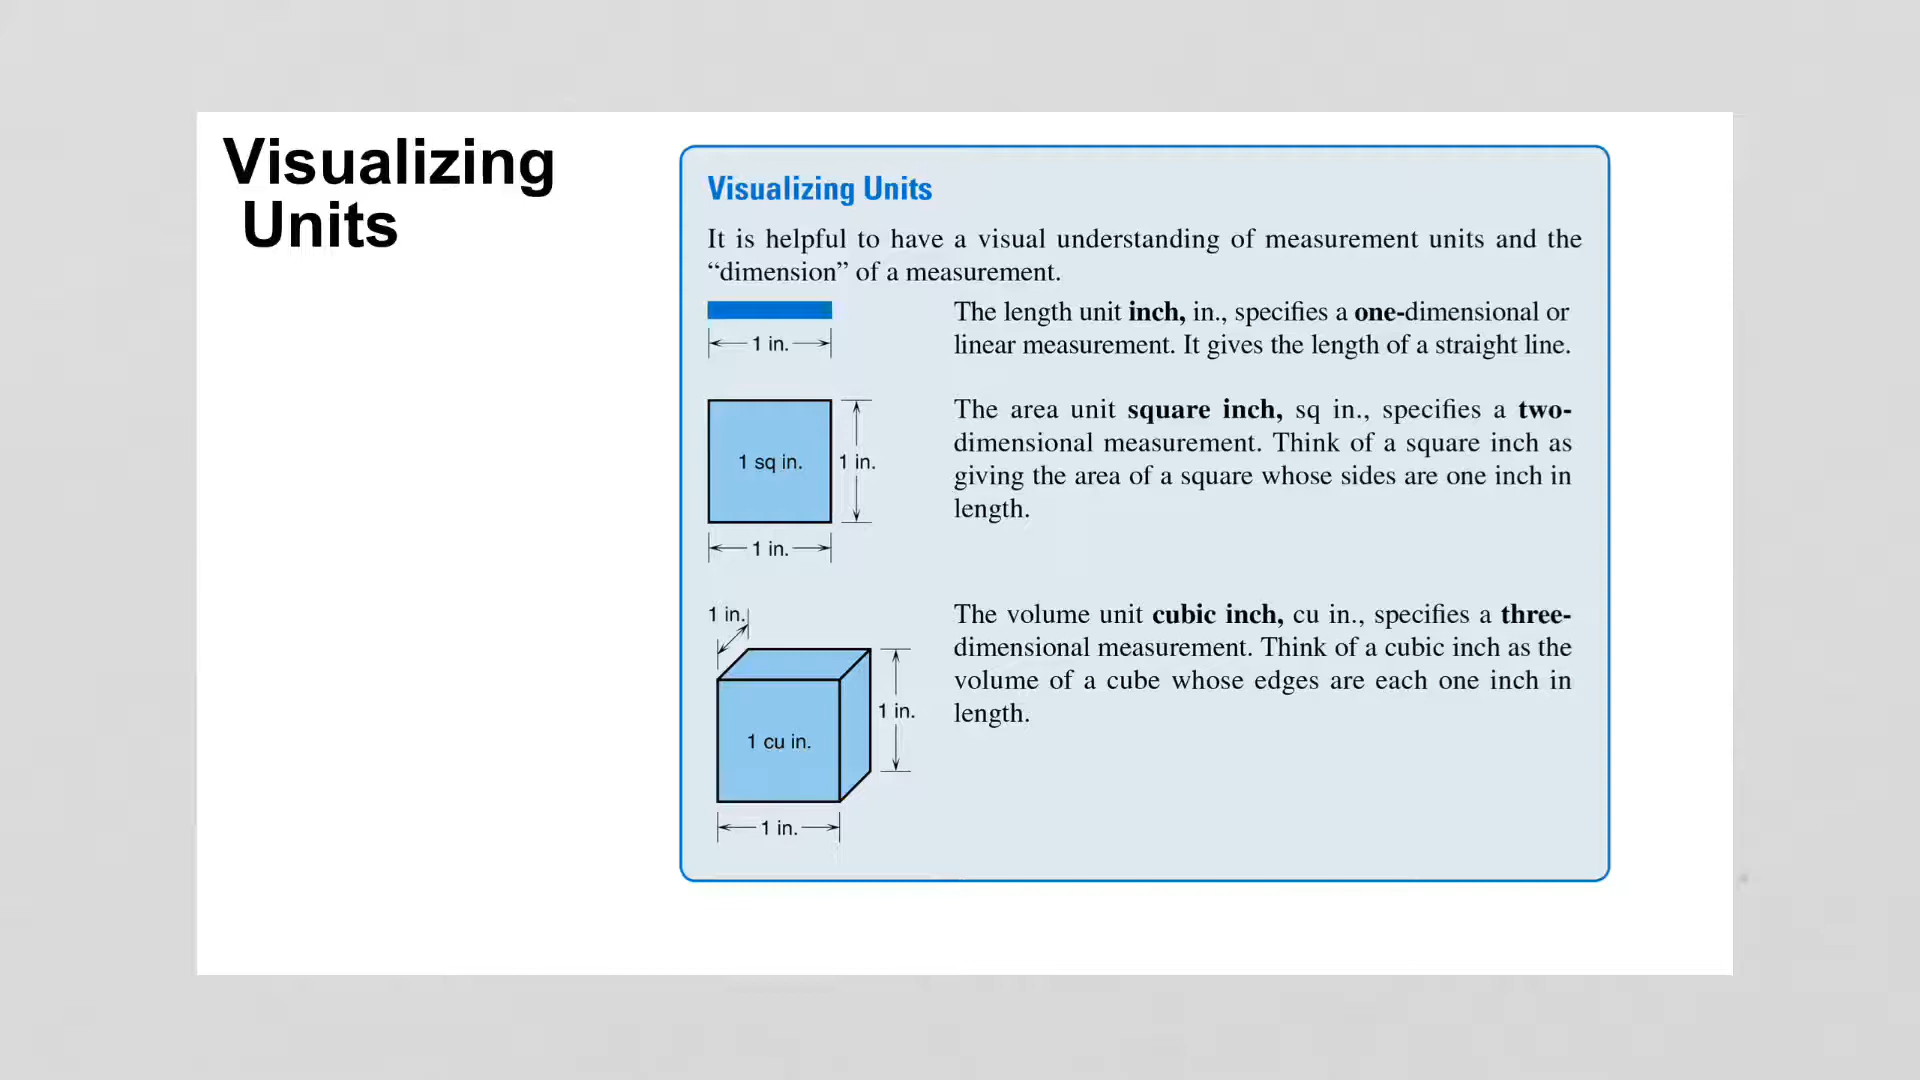 Visualizing
Units
Visualizing Units
It is helpful to have a visual understanding of measurement units and the
“dimension” of a measurement.
1 in.
The length unit inch, in., specifies a one-dimensional or
linear measurement. It gives the length of a straight line.
1 sq in.
1 in.
1 in.
The area unit square inch, sq in., specifies a two-
dimensional measurement. Think of a square inch as
giving the area of a square whose sides are one inch in
length.
1 in.
1 in.
1 cu in.
1 in.
The volume unit cubic inch, cu in., specifies a three-
dimensional measurement. Think of a cubic inch as the
volume of a cube whose edges are each one inch in
length.